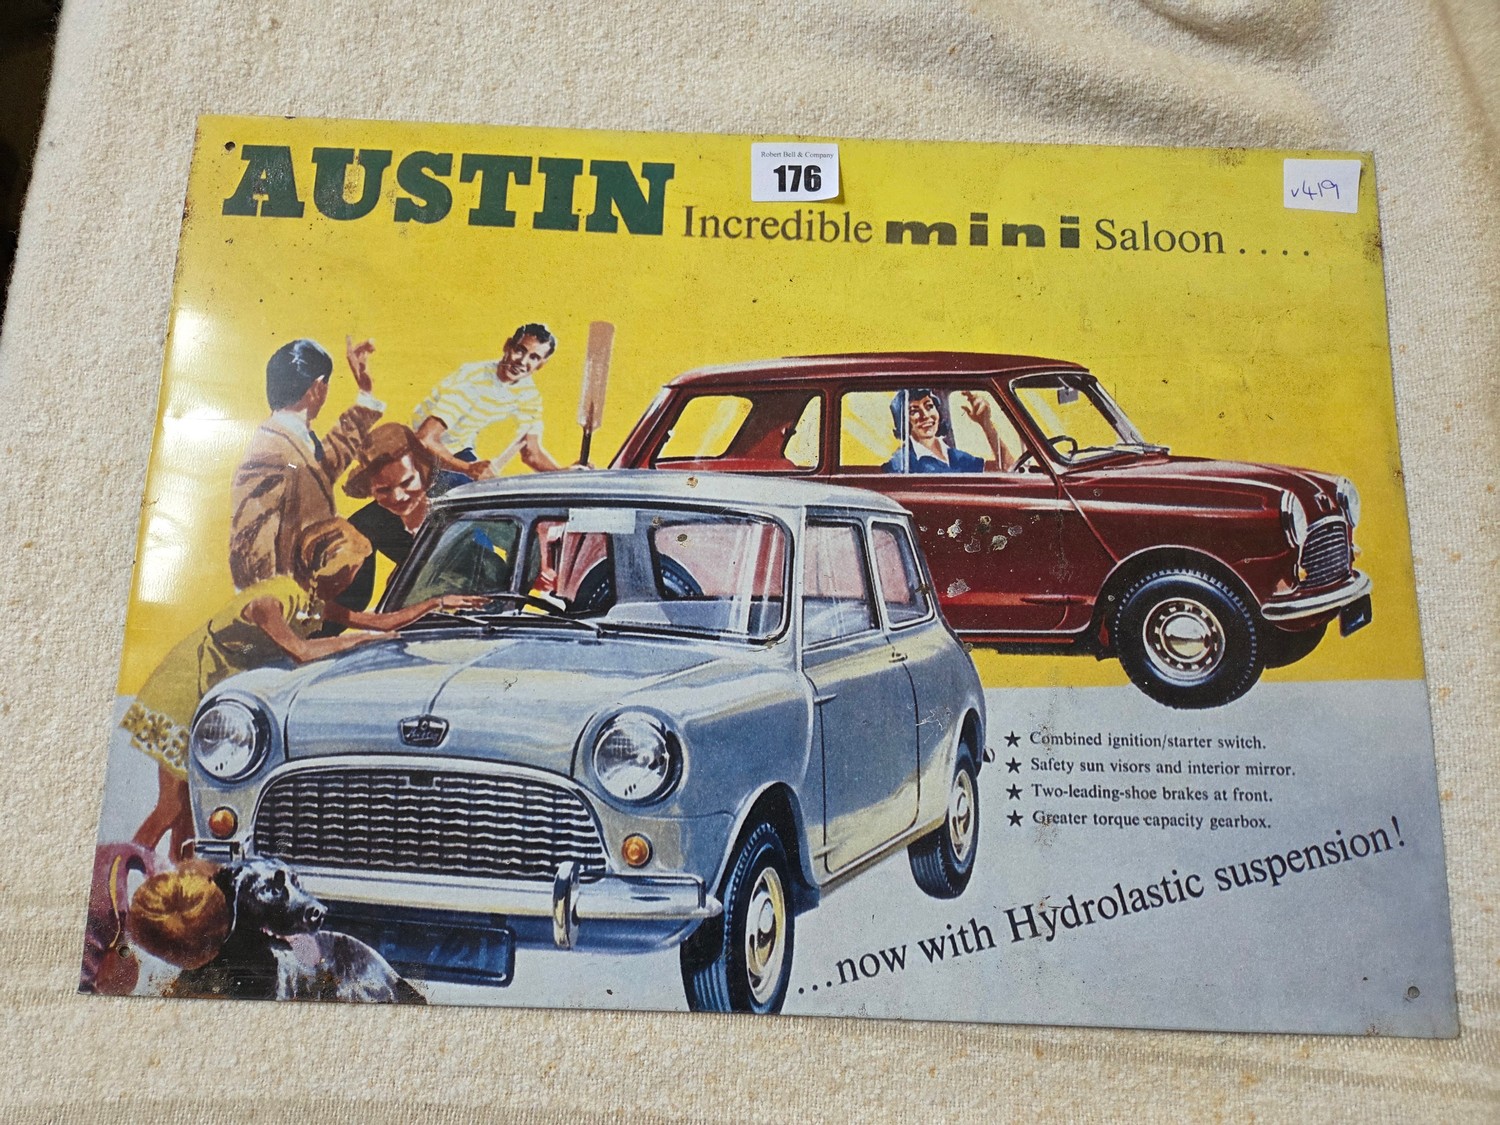 Robert Bell & Company
176
v419
AUSTIN Incredible mini Saloon ....
Austin
★ Combined ignition/starter switch.
★ Safety sun visors and interior mirror.
★ Two-leading-shoe brakes at front.
★ Greater torque capacity gearbox.
...now with Hydrolastic suspension!